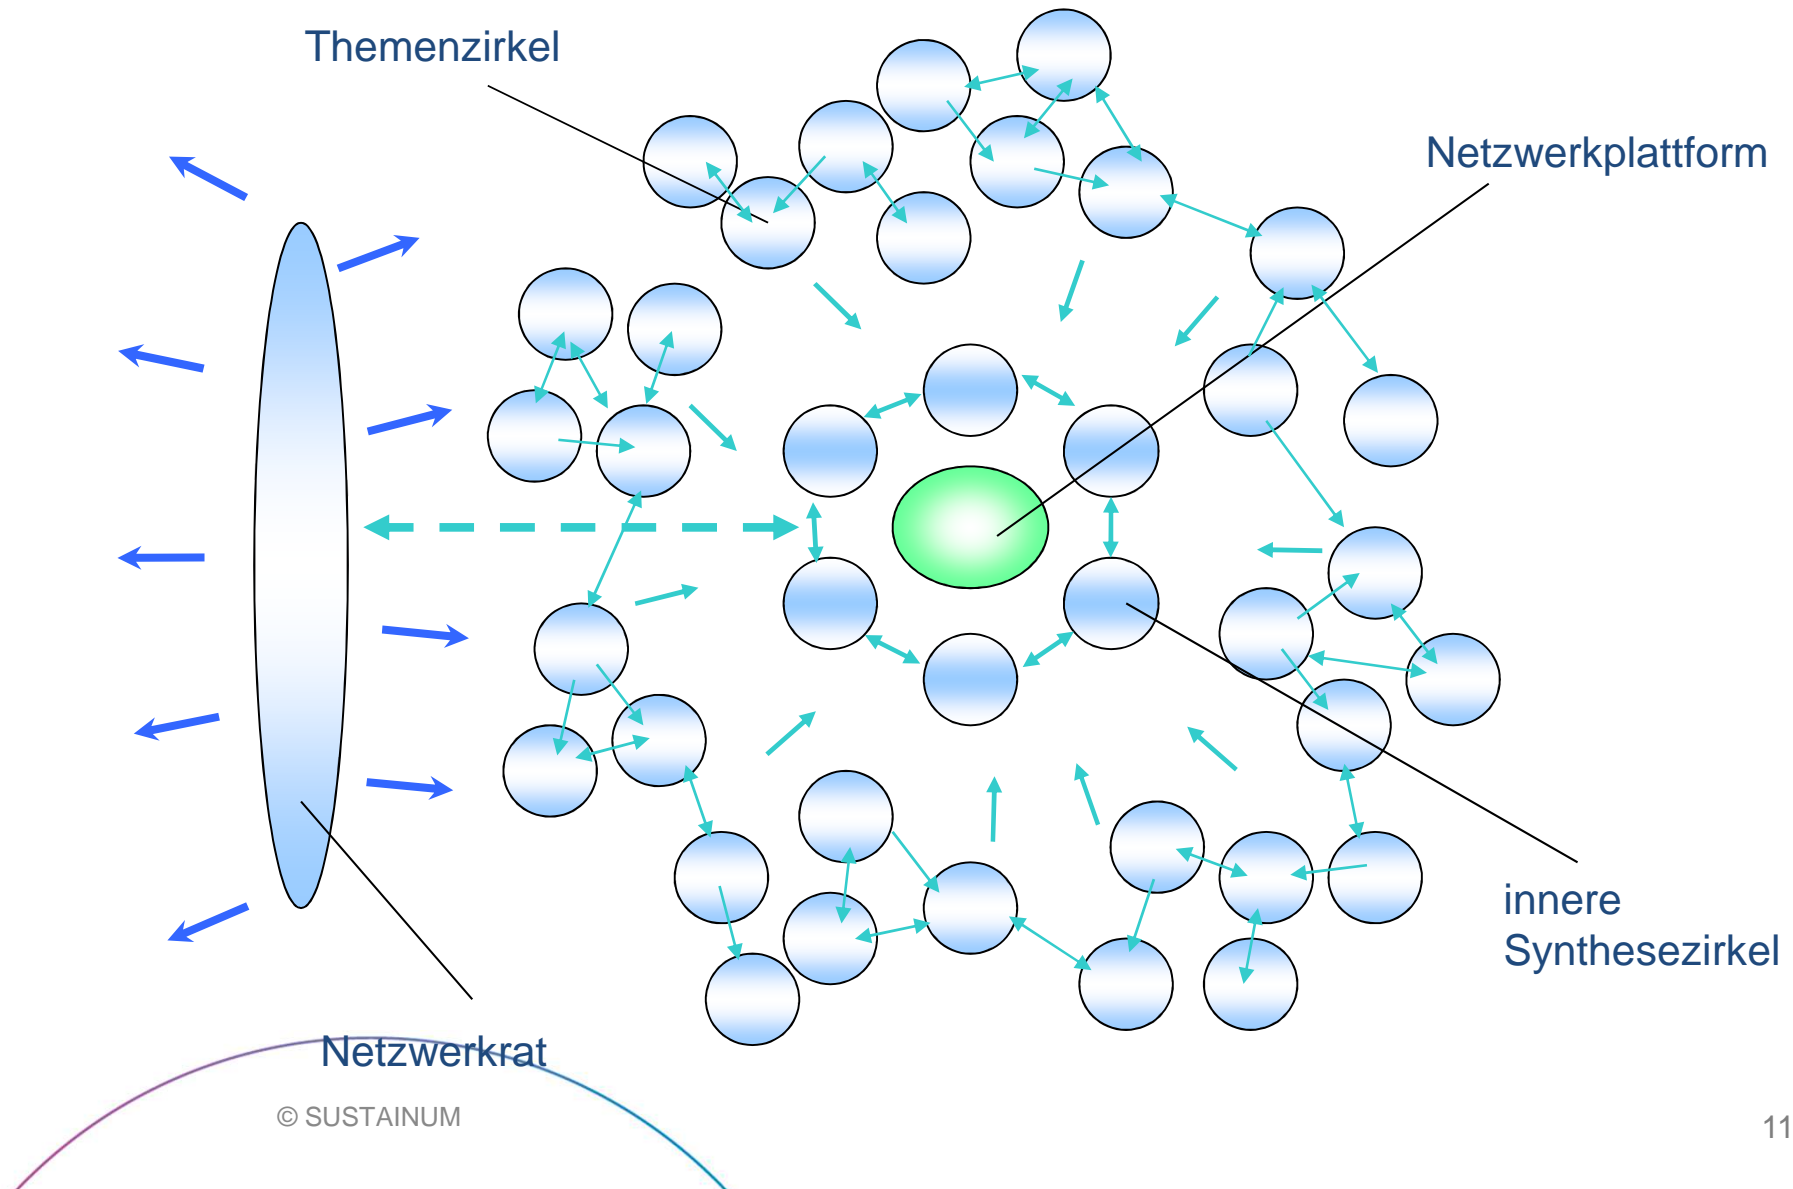 Themenzirkel
Netzwerkplattform
innere
Synthesezirkel
Netzwerkrat
© SUSTAINUM
11